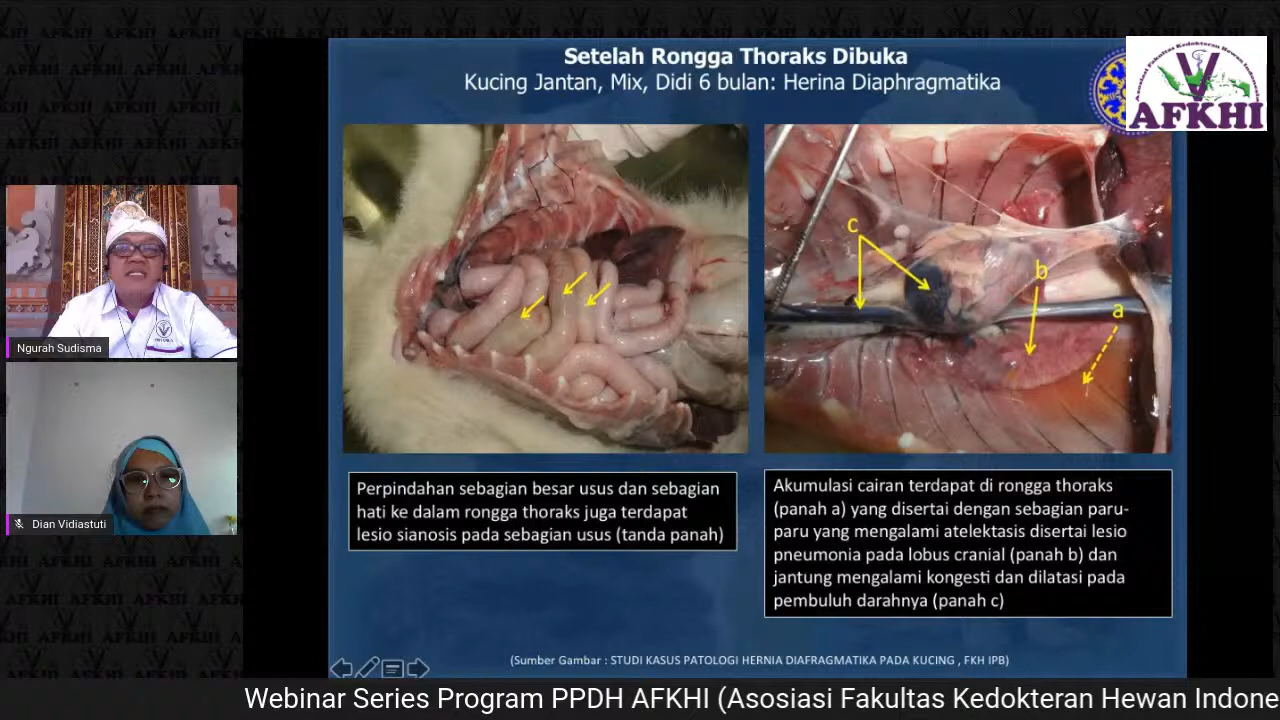 Setelah Rongga Thoraks Dibuka
Kucing Jantan, Mix, Didi 6 bulan: Herina Diaphragmatika
AFKHI
Ngurah Sudisma
Dian Vidiastuti
c
b
a
Perpindahan sebagian besar usus dan sebagian
hati ke dalam rongga thoraks juga terdapat
lesio sianosis pada sebagian usus (tanda panah)
Akumulasi cairan terdapat di rongga thoraks
(panah a) yang disertai dengan sebagian paru-
paru yang mengalami atelektasis disertai lesio
pneumonia pada lobus cranial (panah b) dan
jantung mengalami kongesti dan dilatasi pada
pembuluh darahnya (panah c)
(Sumber Gambar : STUDI KASUS PATOLOGI HERNIA DIAFRAGMATIKA PADA KUCING , FKH IPB)
Webinar Series Program PPDH AFKHI (Asosiasi Fakultas Kedokteran Hewan Indone